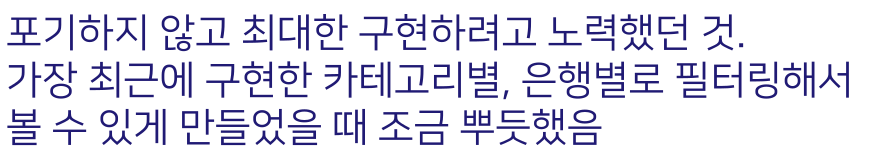 포기하지 않고 최대한 구현하려고 노력했던 것.
가장 최근에 구현한 카테고리별, 은행별로 필터링해서
볼 수 있게 만들었을 때 조금 뿌듯했음